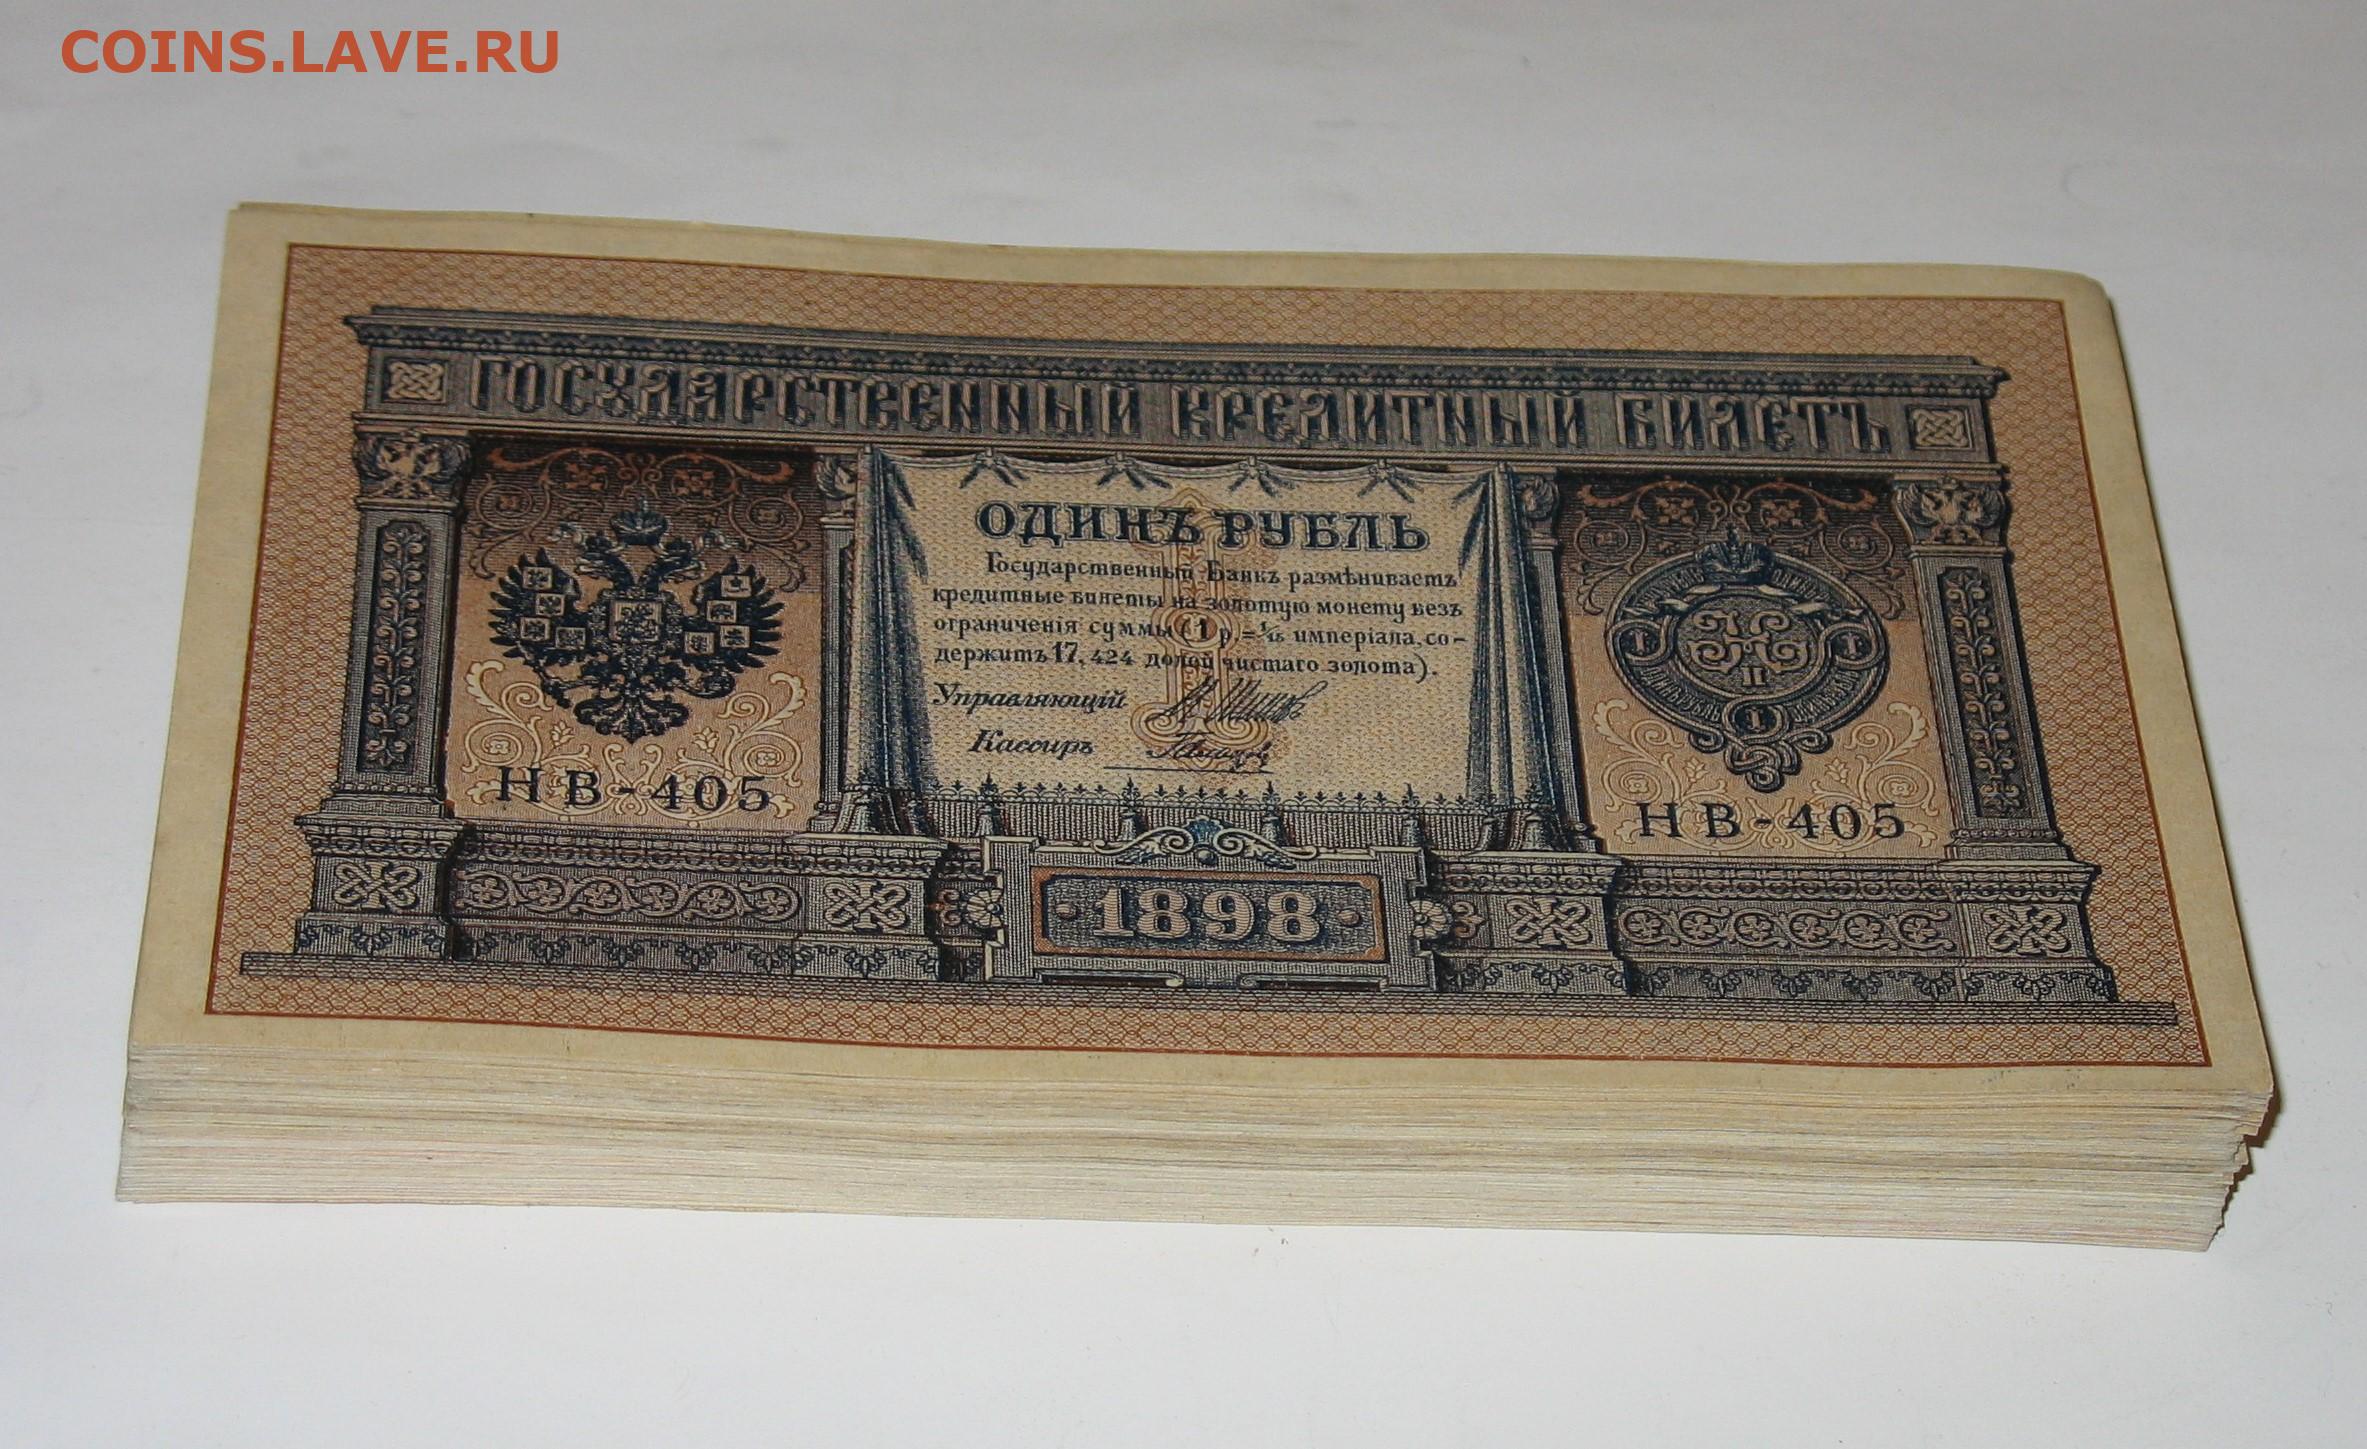 COINS.LAVE.RU
ГОСУДАРСТВЕННЫЙ КРЕДИТНЫЙ БИЛЕТЪ
ОДИНЪ РУБЛЬ
Государственный Банкъ размѣниваетъ
кредитные билеты на золотую монету безъ
ограниченія суммы (1 р.=1/15 имперіала, со-
держитъ 17,424 долей чистаго золота).
Управляющій
Кассиръ
НВ-405
НВ-405
1898